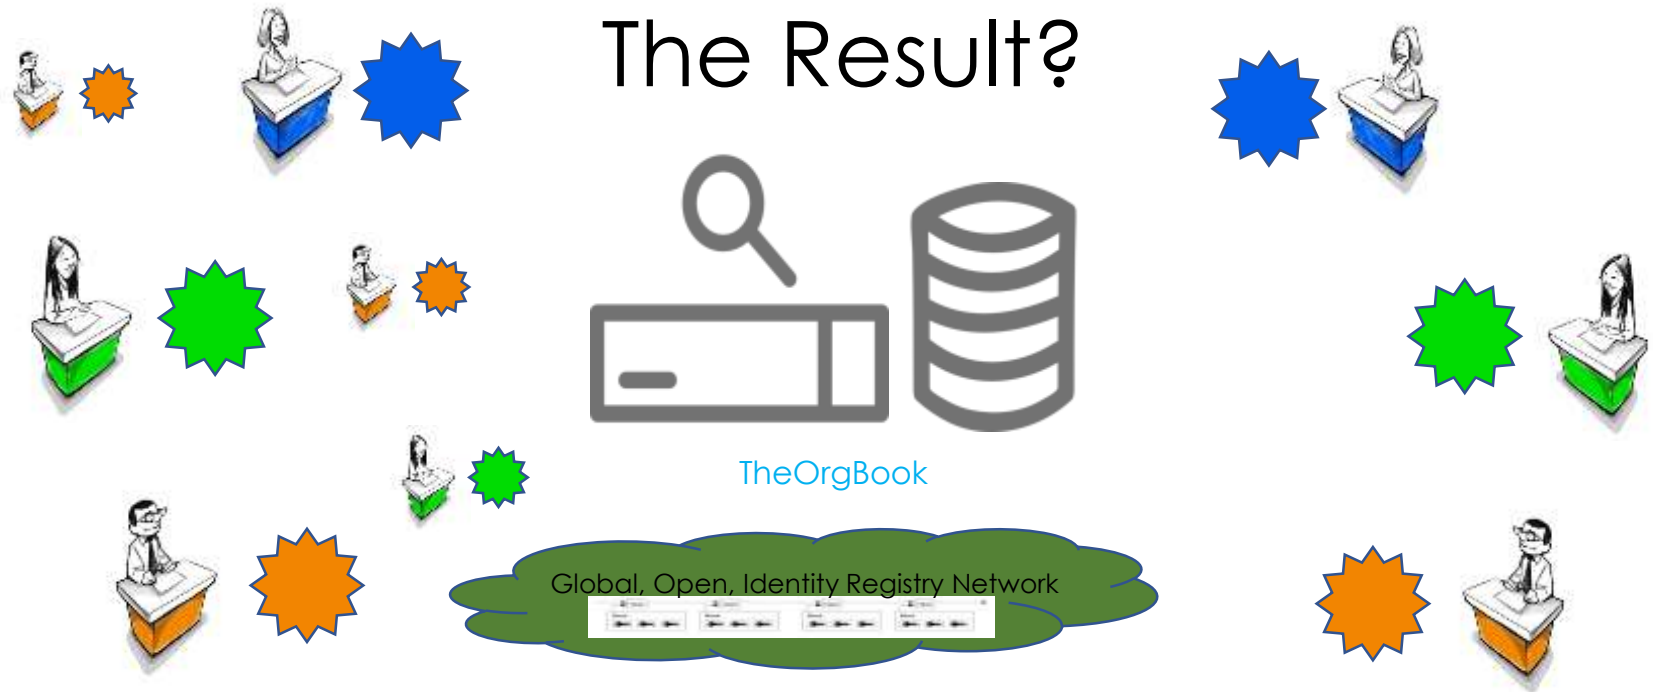 The Result?
TheOrgBook
Global, Open, Identity Registry Network